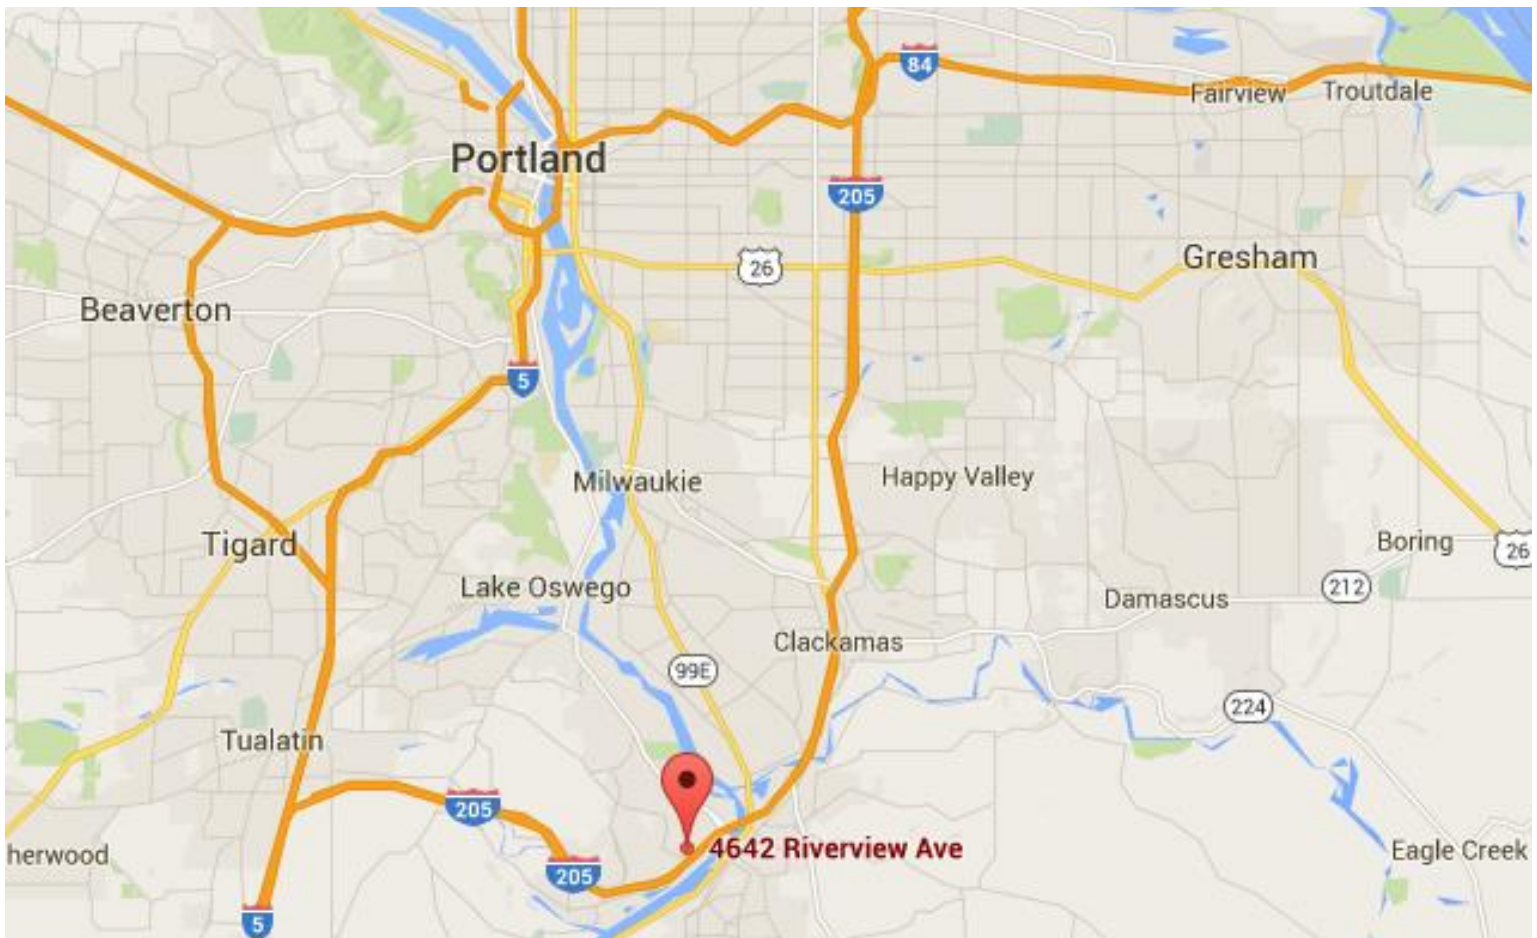 84
Fairview
Troutdale
Portland
205
26
Gresham
Beaverton
5
Milwaukie
Happy Valley
Tigard
Boring
26
212
Lake Oswego
Damascus
Clackamas
99E
224
Tualatin
205
4642 Riverview Ave
herwood
205
Eagle Creek
5